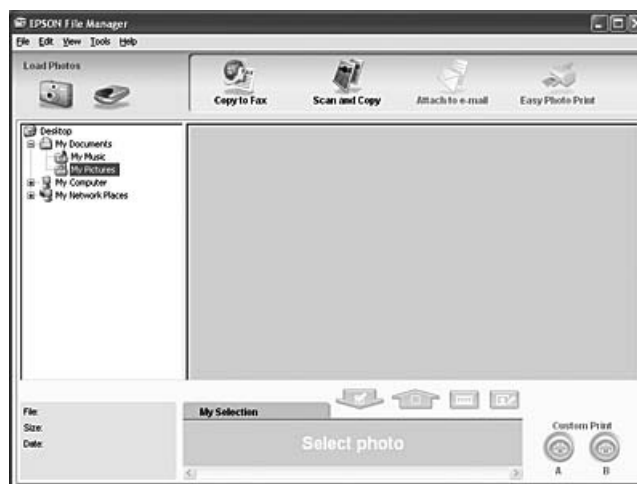 EPSON File Manager
File Edit View Tools Help
Load Photos
Copy to Fax
Scan and Copy
Attach to e-mail
Easy Photo Print
Desktop
My Documents
My Music
My Pictures
My Computer
My Network Places
File:
Size:
Date:
My Selection
Select photo
Custom Print
A B